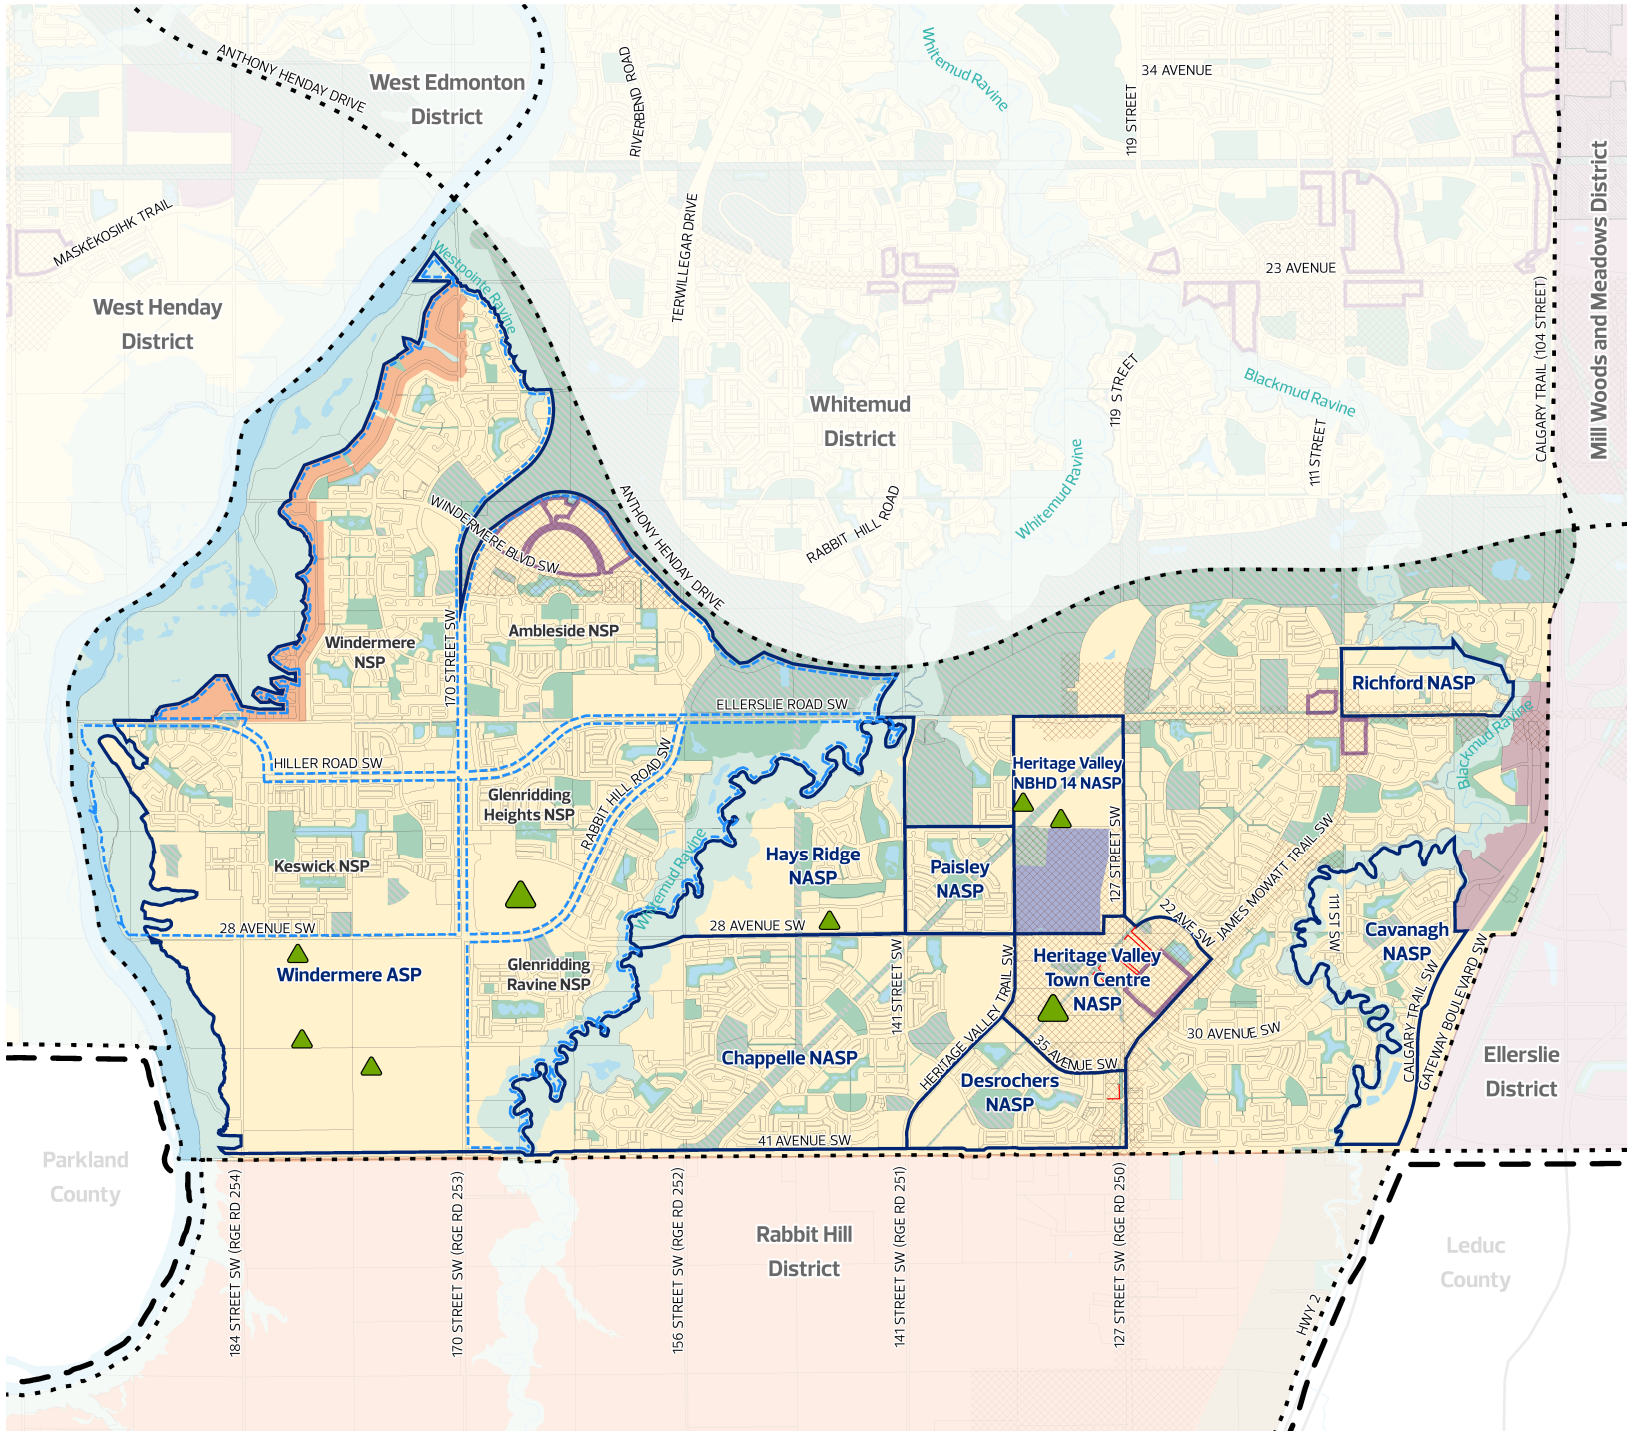 ANTHONY HENDAY DRIVE
West Edmonton
District
RIVERBEND ROAD
Whitemud Ravine
34 AVENUE
119 STREET
Mill Woods and Meadows District
MASKÊKOSIHK TRAIL
TERWILLEGAR DRIVE
Westpointe Ravine
23 AVENUE
CALGARY TRAIL (104 STREET)
West Henday
District
Whitemud
District
119 STREET
Blackmud Ravine
111 STREET
Whitemud Ravine
RABBIT HILL ROAD
WINDERMERE BLVD SW
ANTHONY HENDAY DRIVE
170 STREET SW
Windermere
NSP
Ambleside NSP
ELLERSLIE ROAD SW
Richford NASP
Blackmud Ravine
HILLER ROAD SW
RABBIT HILL ROAD SW
Glenridding
Heights NSP
Heritage Valley
NBHD 14 NASP
127 STREET SW
JAMES MOWATT TRAIL SW
Keswick NSP
Whitemud Ravine
Hays Ridge
NASP
Paisley
NASP
28 AVENUE SW
28 AVENUE SW
22 AVE SW
111 ST SW
Cavanagh
NASP
Windermere ASP
Glenridding
Ravine NSP
141 STREET SW
HERITAGE VALLEY TRAIL SW
Heritage Valley
Town Centre
NASP
30 AVENUE SW
CALGARY TRAIL SW
GATEWAY BOULEVARD SW
Chappelle NASP
35 AVENUE SW
Desrochers
NASP
Ellerslie
District
41 AVENUE SW
Parkland
County
184 STREET SW (RGE RD 254)
170 STREET SW (RGE RD 253)
156 STREET SW (RGE RD 252)
141 STREET SW (RGE RD 251)
127 STREET SW (RGE RD 250)
Rabbit Hill
District
Leduc
County
HWY 2